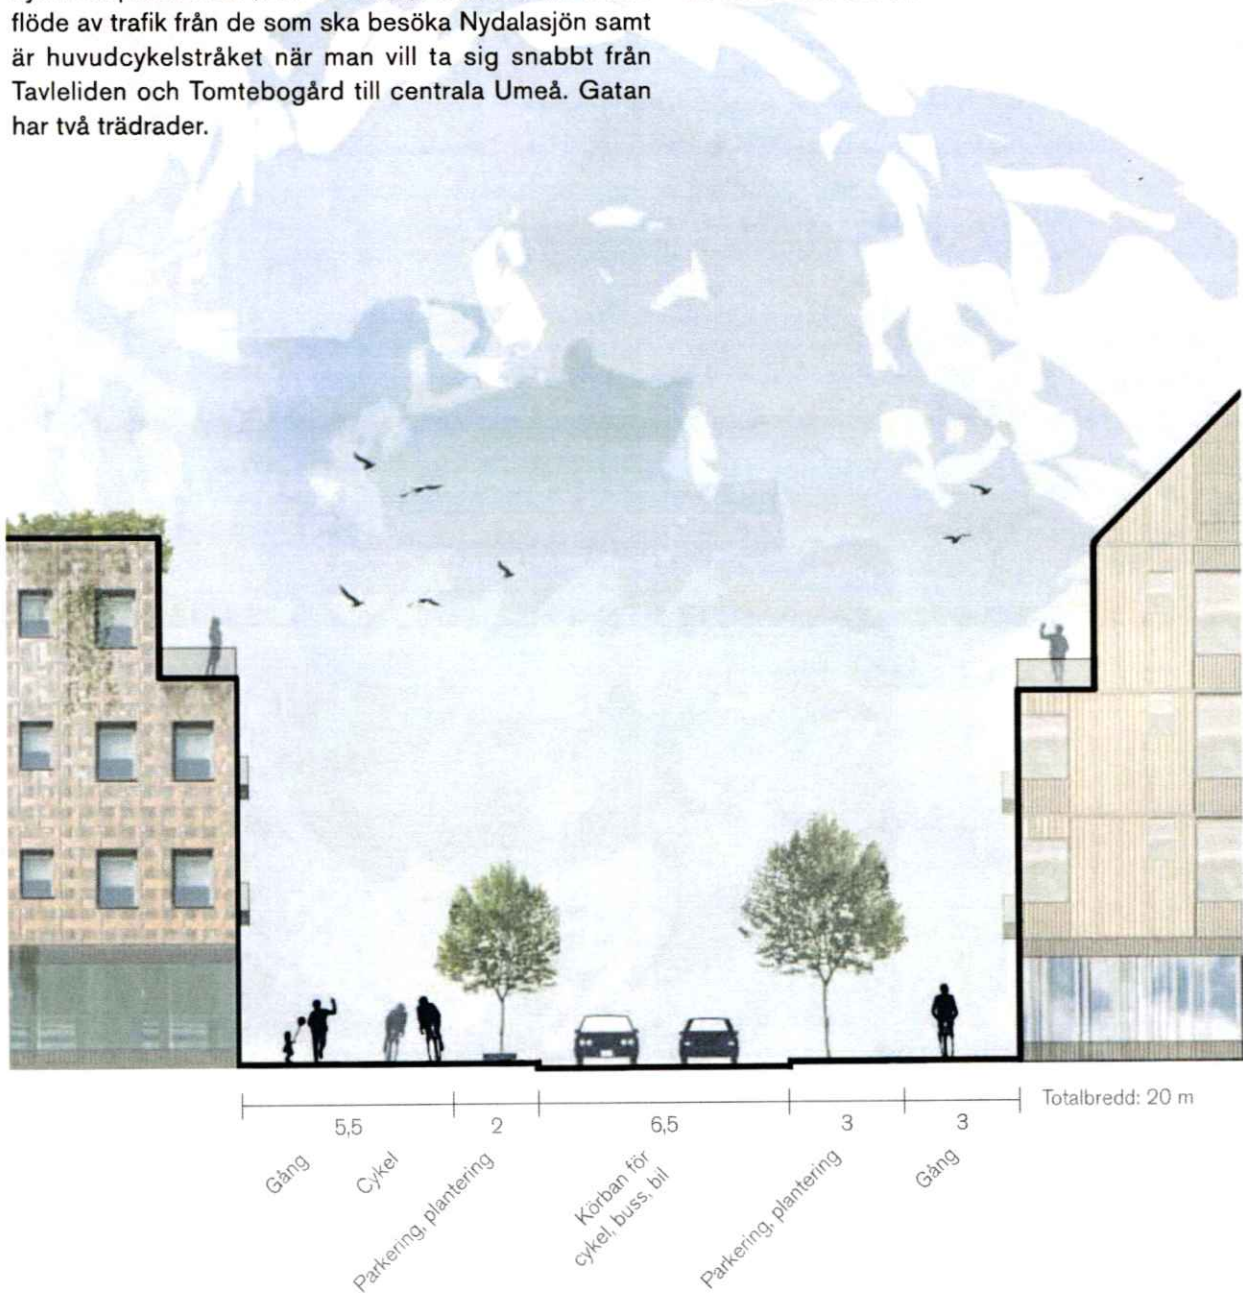 flöde av trafik från de som ska besöka Nydalasjön samt
är huvudcykelstråket när man vill ta sig snabbt från
Tavleliden och Tomtebogård till centrala Umeå. Gatan
har två trädrader.
Totalbredd: 20 m
5,5
2
6,5
3
3
Gång
Cykel
Parkering, plantering
Körban för
cykel, buss, bil
Parkering, plantering
Gång